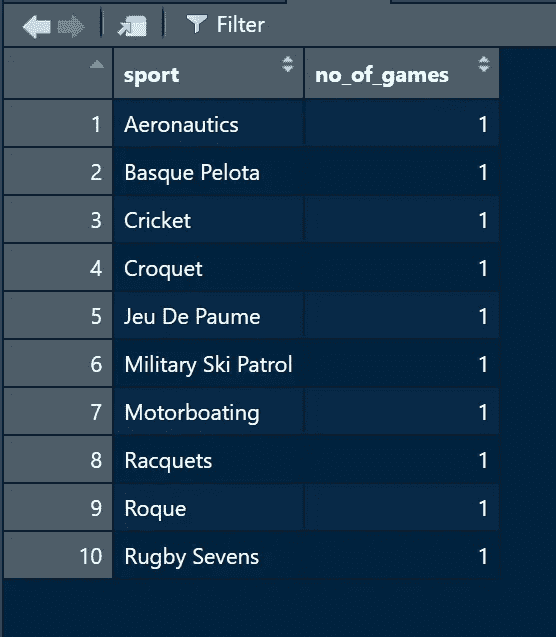 Filter
sport no_of_games
1 Aeronautics 1
2 Basque Pelota 1
3 Cricket 1
4 Croquet 1
5 Jeu De Paume 1
6 Military Ski Patrol 1
7 Motorboating 1
8 Racquets 1
9 Roque 1
10 Rugby Sevens 1